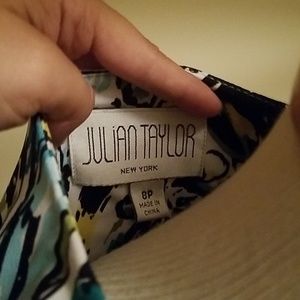 JULIAN TAYLOR
NEW YORK
8P
MADE IN
CHINA